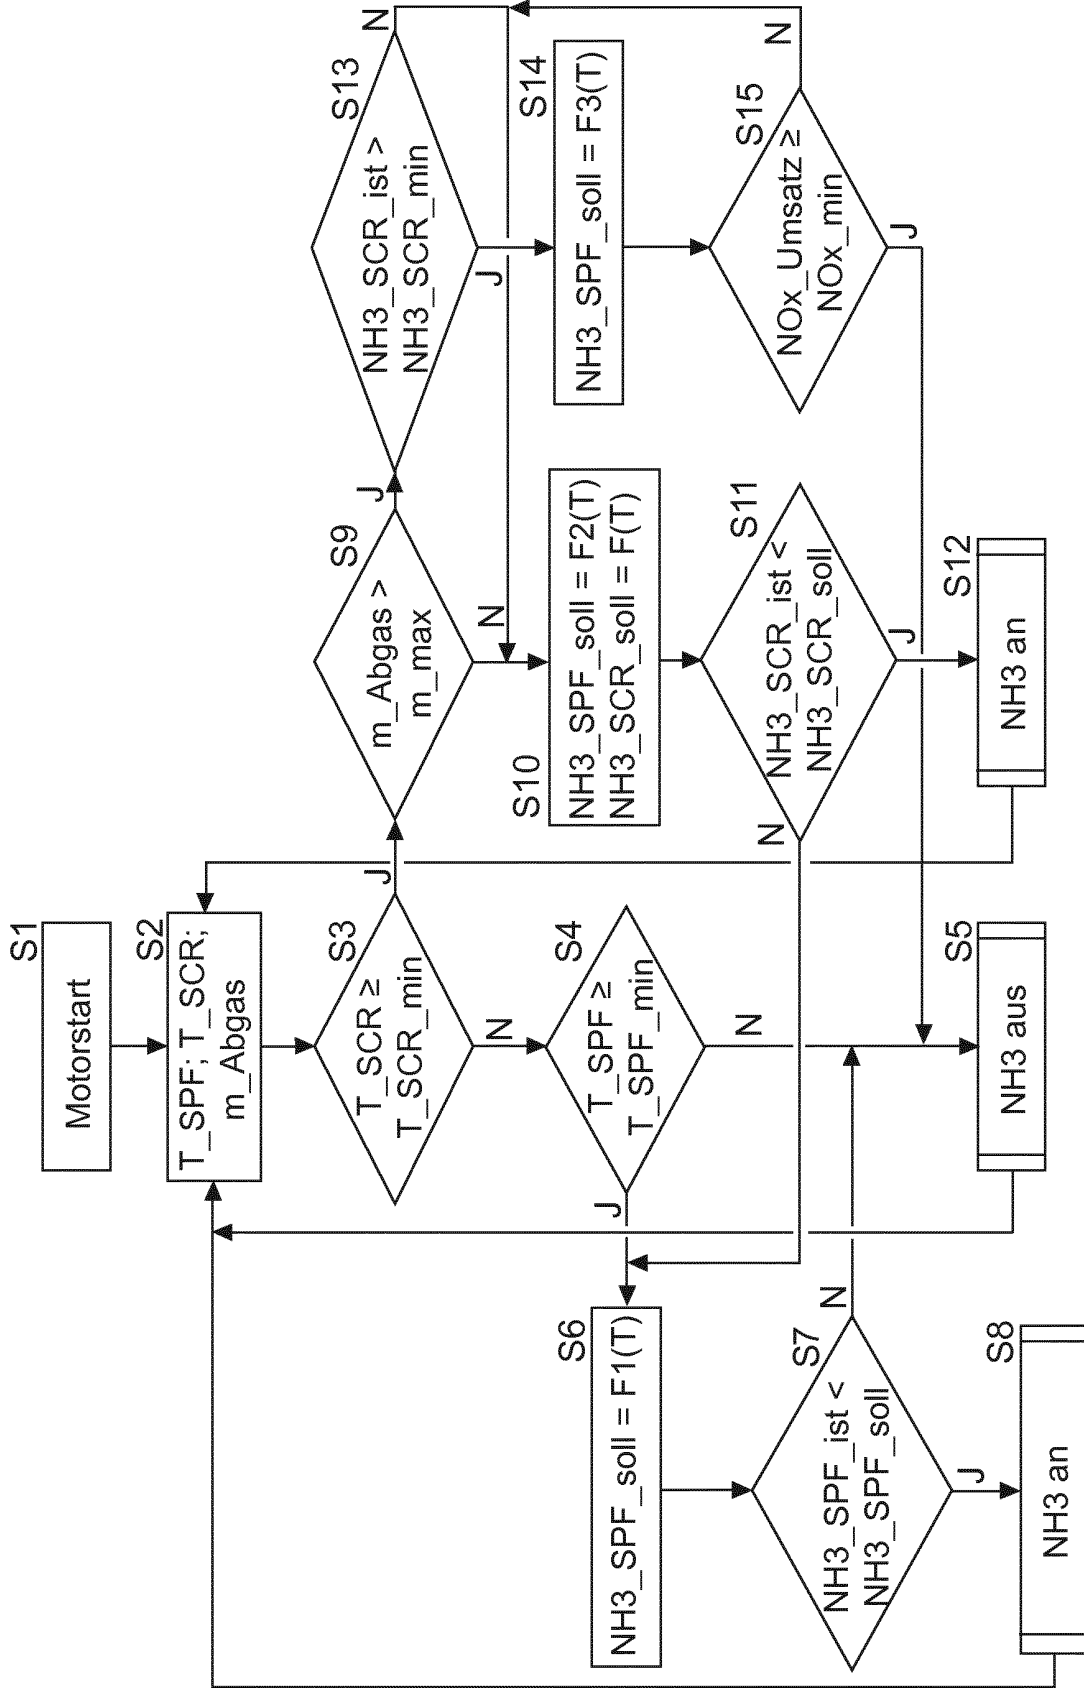 S1
Motorstart
S2
T_SPF; T_SCR;
m_Abgas
S3
T_SCR ≥
T_SCR_min
J
N
S4
T_SPF ≥
T_SPF_min
J
N
S5
NH3 aus
S6
NH3_SPF_soll = F1(T)
S7
NH3_SPF_ist <
NH3_SPF_soll
N
J
S8
NH3 an
S9
m_Abgas >
m_max
J
N
S10
NH3_SPF_soll = F2(T)
NH3_SCR_soll = F(T)
S11
NH3_SCR_ist <
NH3_SCR_soll
N
J
S12
NH3 an
S13
NH3_SCR_ist >
NH3_SCR_min
N
J
S14
NH3_SPF_soll = F3(T)
S15
NOx_Umsatz ≥
NOx_min
N
J